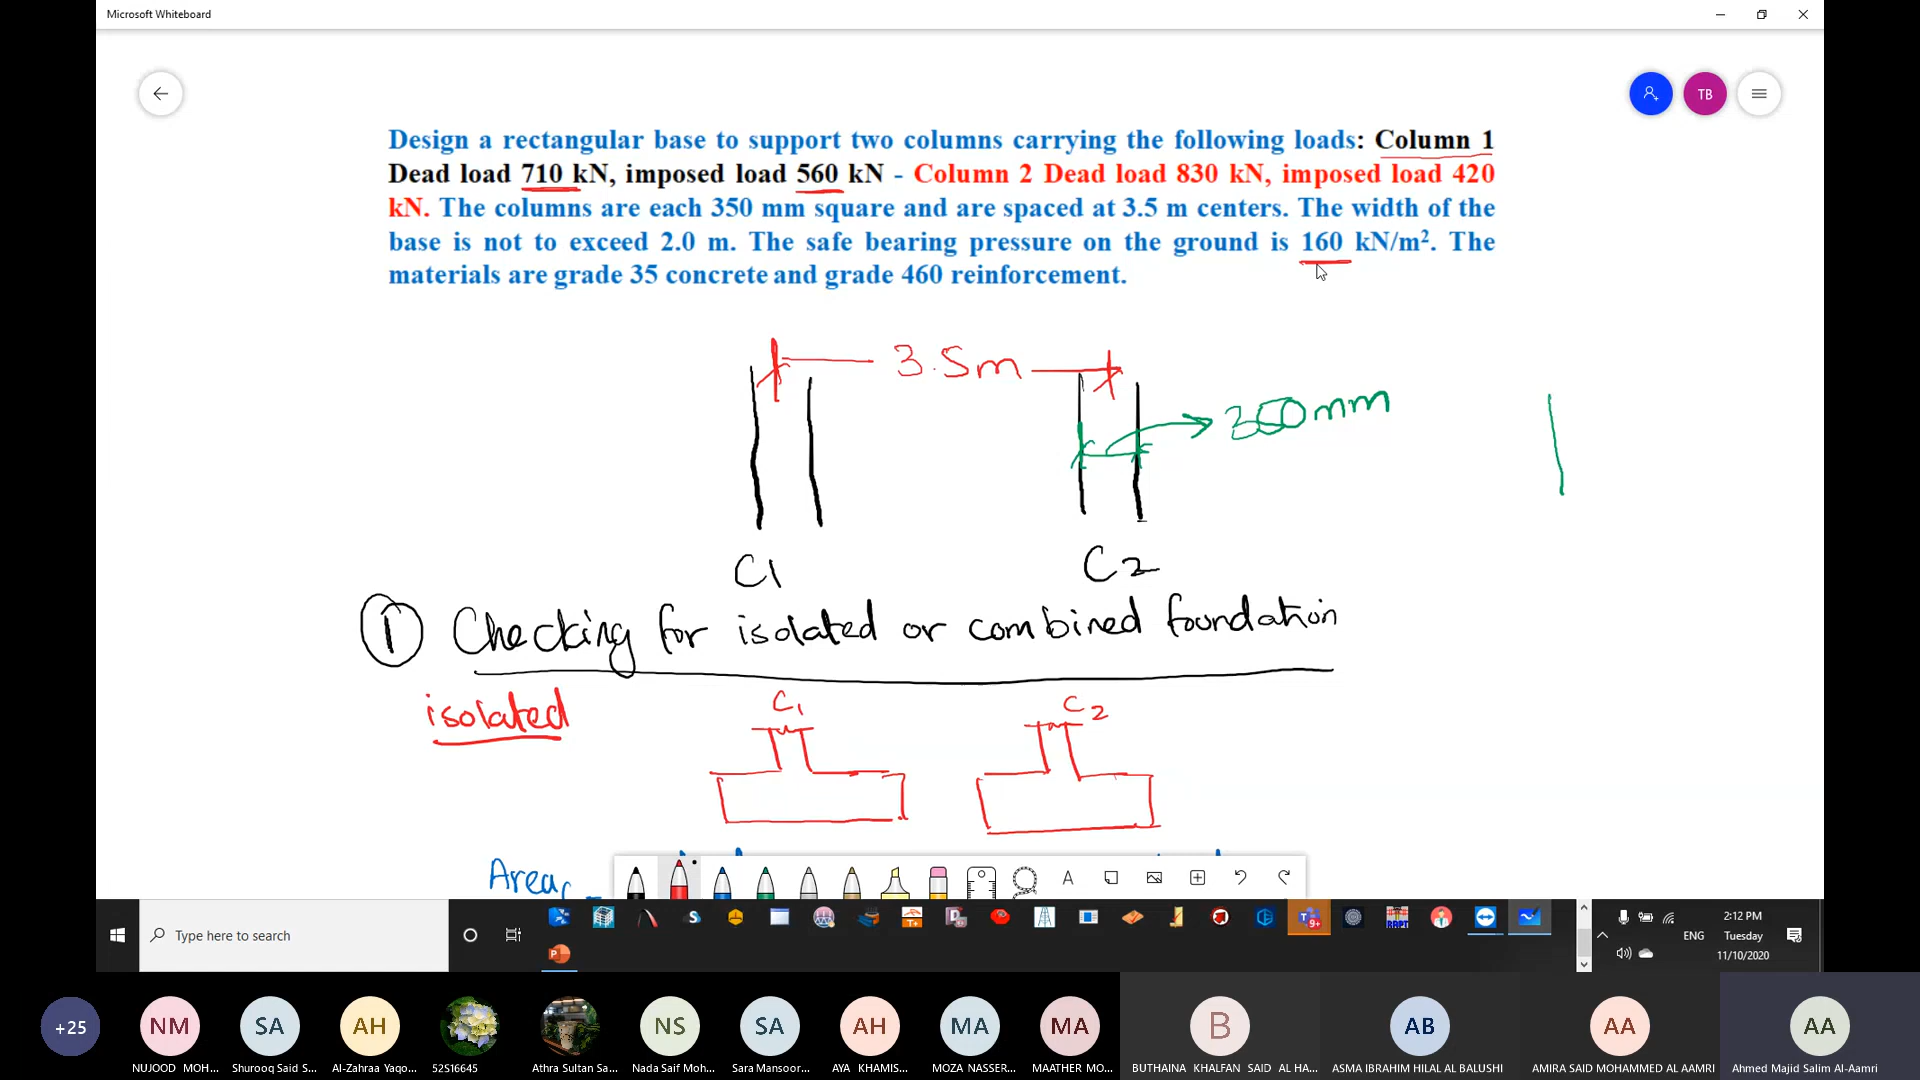 Microsoft Whiteboard
TB
Design a rectangular base to support two columns carrying the following loads: Column 1
Dead load 710 kN, imposed load 560 kN - Column 2 Dead load 830 kN, imposed load 420
kN. The columns are each 350 mm square and are spaced at 3.5 m centers. The width of the
base is not to exceed 2.0 m. The safe bearing pressure on the ground is 160 kN/m². The
materials are grade 35 concrete and grade 460 reinforcement.
3.5m
350mm
C1
C2
1 Checking for isolated or combined foundation
isolated
C1
C2
Area
A
Type here to search
ENG
2:12 PM
Tuesday
11/10/2020
+25
NM
SA
AH
NS
SA
AH
MA
MA
B
AB
AA
AA
NUJOOD MOH...
Shurooq Said S...
Al-Zahraa Yaqo...
52S16645
Athra Sultan Sa...
Nada Saif Moh...
Sara Mansoor...
AYA KHAMIS...
MOZA NASSER...
MAATHER MO...
BUTHAINA KHALFAN SAID AL HA...
ASMA IBRAHIM HILAL AL BALUSHI
AMIRA SAID MOHAMMED AL AAMRI
Ahmed Majid Salim Al-Aamri